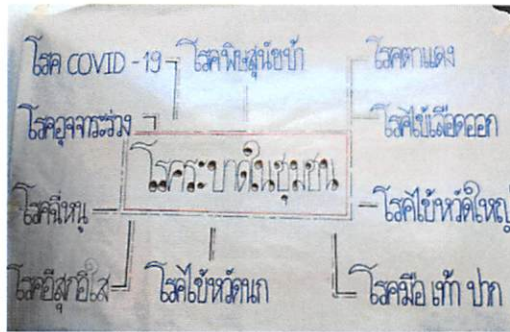 โรค COVID - 19
โรคพิษสุนัขบ้า
โรคตาแดง
โรคอุจจาระร่วง
โรคไข้เลือดออก
โรคระบาดในชุมชน
โรคฉี่หนู
โรคไข้หวัดใหญ่
โรคอีสุกอีใส
โรคไข้หวัดนก
โรคมือ เท้า ปาก